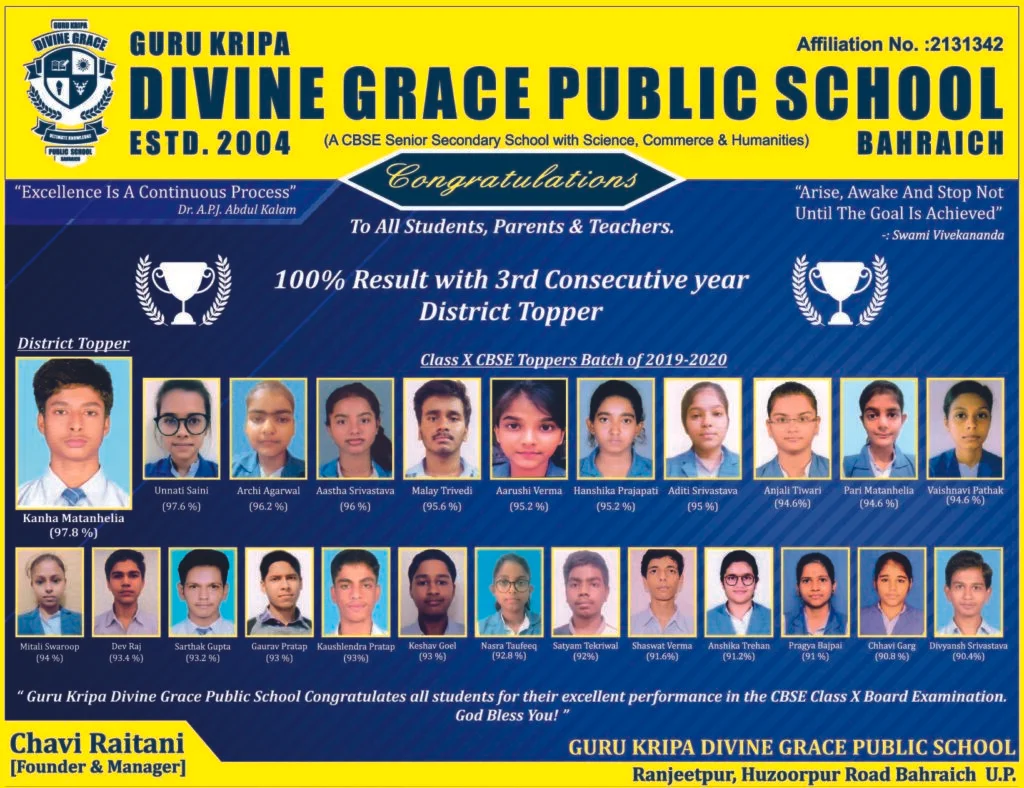 GURU KRIPA
DIVINE GRACE
ULTIMATE KNOWLEDGE
PUBLIC SCHOOL
BAHRAICH
GURU KRIPA
Affiliation No. :2131342
DIVINE GRACE PUBLIC SCHOOL
ESTD. 2004
(A CBSE Senior Secondary School with Science, Commerce & Humanities)
BAHRAICH
Congratulations
“Excellence Is A Continuous Process”
Dr. A.P.J. Abdul Kalam
“Arise, Awake And Stop Not
Until The Goal Is Achieved”
-: Swami Vivekananda
To All Students, Parents & Teachers.
100% Result with 3rd Consecutive year
District Topper
District Topper
Class X CBSE Toppers Batch of 2019-2020
Kanha Matanhelia
(97.8 %)
Unnati Saini
(97.6 %)
Archi Agarwal
(96.2 %)
Aastha Srivastava
(96 %)
Malay Trivedi
(95.6 %)
Aarushi Verma
(95.2 %)
Hanshika Prajapati
(95.2 %)
Aditi Srivastava
(95 %)
Anjali Tiwari
(94.6%)
Pari Matanhelia
(94.6 %)
Vaishnavi Pathak
(94.6 %)
Mitali Swaroop
(94 %)
Dev Raj
(93.4 %)
Sarthak Gupta
(93.2 %)
Gaurav Pratap
(93 %)
Kaushlendra Pratap
(93%)
Keshav Goel
(93 %)
Nasra Taufeeq
(92.8 %)
Satyam Tekriwal
(92%)
Shaswat Verma
(91.6%)
Anshika Trehan
(91.2%)
Pragya Bajpai
(91 %)
Chhavi Garg
(90.8 %)
Divyansh Srivastava
(90.4%)
“ Guru Kripa Divine Grace Public School Congratulates all students for their excellent performance in the CBSE Class X Board Examination.
God Bless You! ”
Chavi Raitani
[Founder & Manager]
GURU KRIPA DIVINE GRACE PUBLIC SCHOOL
Ranjeetpur, Huzoorpur Road Bahraich U.P.